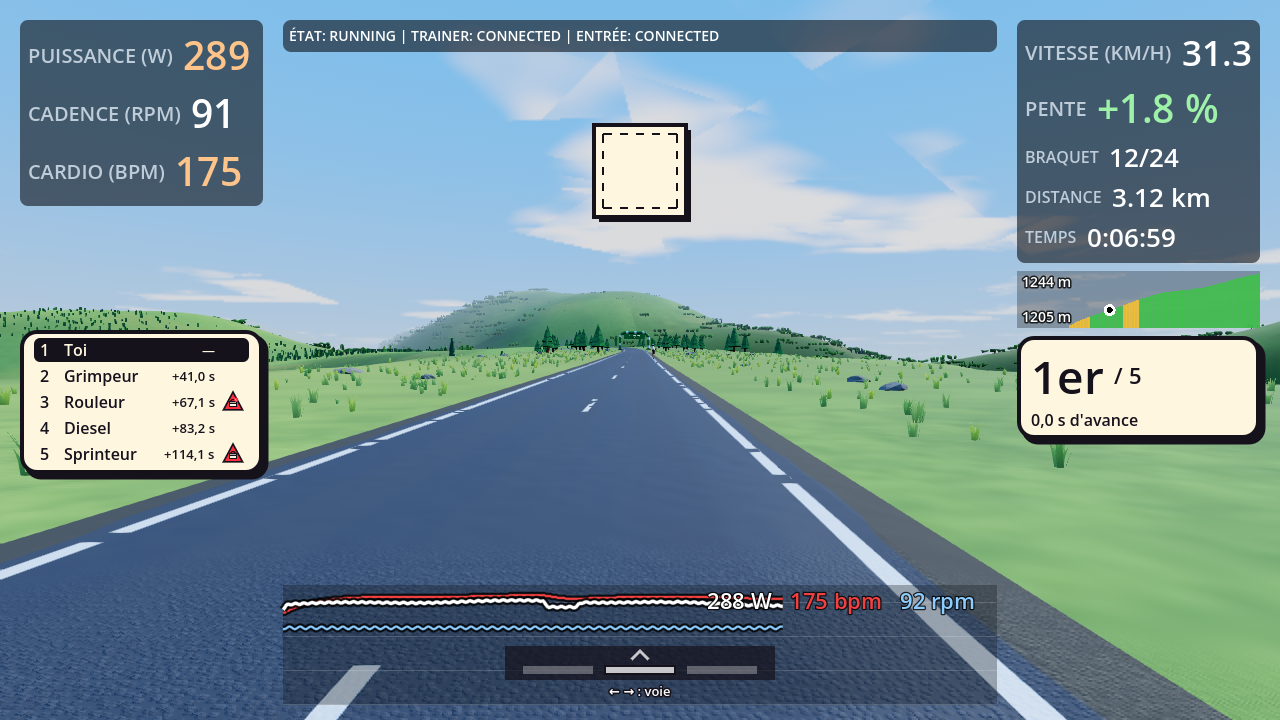 PUISSANCE (W) 289
CADENCE (RPM) 91
CARDIO (BPM) 175
ÉTAT: RUNNING | TRAINER: CONNECTED | ENTRÉE: CONNECTED
VITESSE (KM/H) 31.3
PENTE +1.8 %
BRAQUET 12/24
DISTANCE 3.12 km
TEMPS 0:06:59
1244 m
1205 m
1 Toi —
2 Grimpeur +41,0 s
3 Rouleur +67,1 s
4 Diesel +83,2 s
5 Sprinteur +114,1 s
1er / 5
0,0 s d'avance
288 W 175 bpm 92 rpm
← → : voie